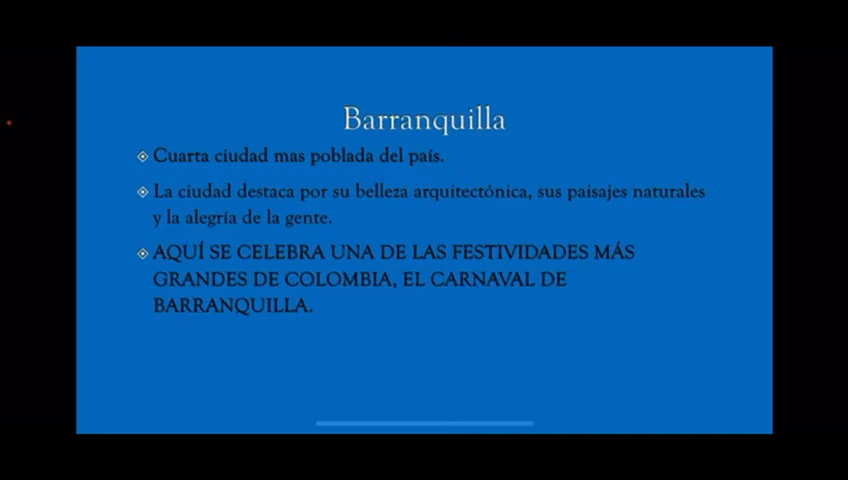 Barranquilla
Cuarta ciudad mas poblada del país.
La ciudad destaca por su belleza arquitectónica, sus paisajes naturales
y la alegría de la gente.
AQUÍ SE CELEBRA UNA DE LAS FESTIVIDADES MÁS
GRANDES DE COLOMBIA, EL CARNAVAL DE
BARRANQUILLA.